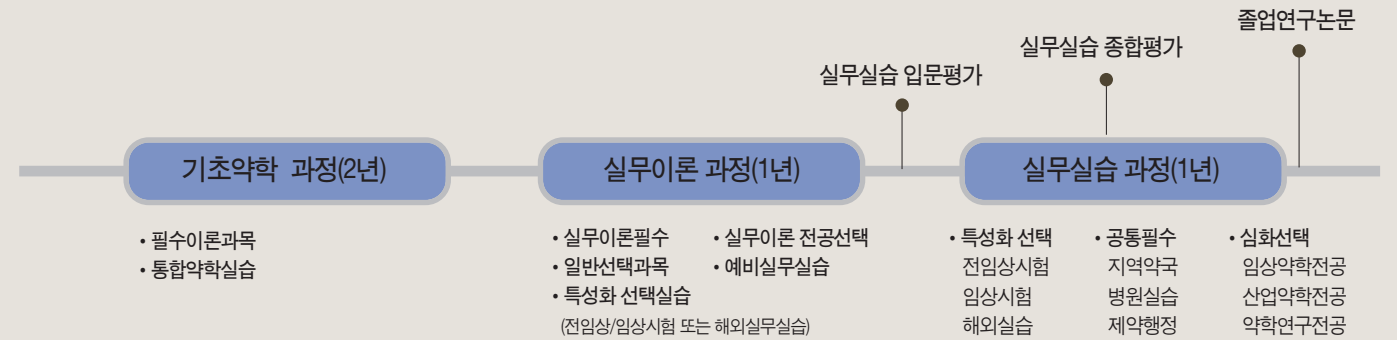 졸업연구논문
실무실습 종합평가
실무실습 입문평가
기초약학 과정(2년)
실무이론 과정(1년)
실무실습 과정(1년)
• 필수이론과목
• 통합약학실습
• 실무이론필수
• 일반선택과목
• 특성화 선택실습
(전임상/임상시험 또는 해외실무실습)
• 실무이론 전공선택
• 예비실무실습
• 특성화 선택
전임상시험
임상시험
해외실습
• 공통필수
지역약국
병원실습
제약행정
• 심화선택
임상약학전공
산업약학전공
약학연구전공